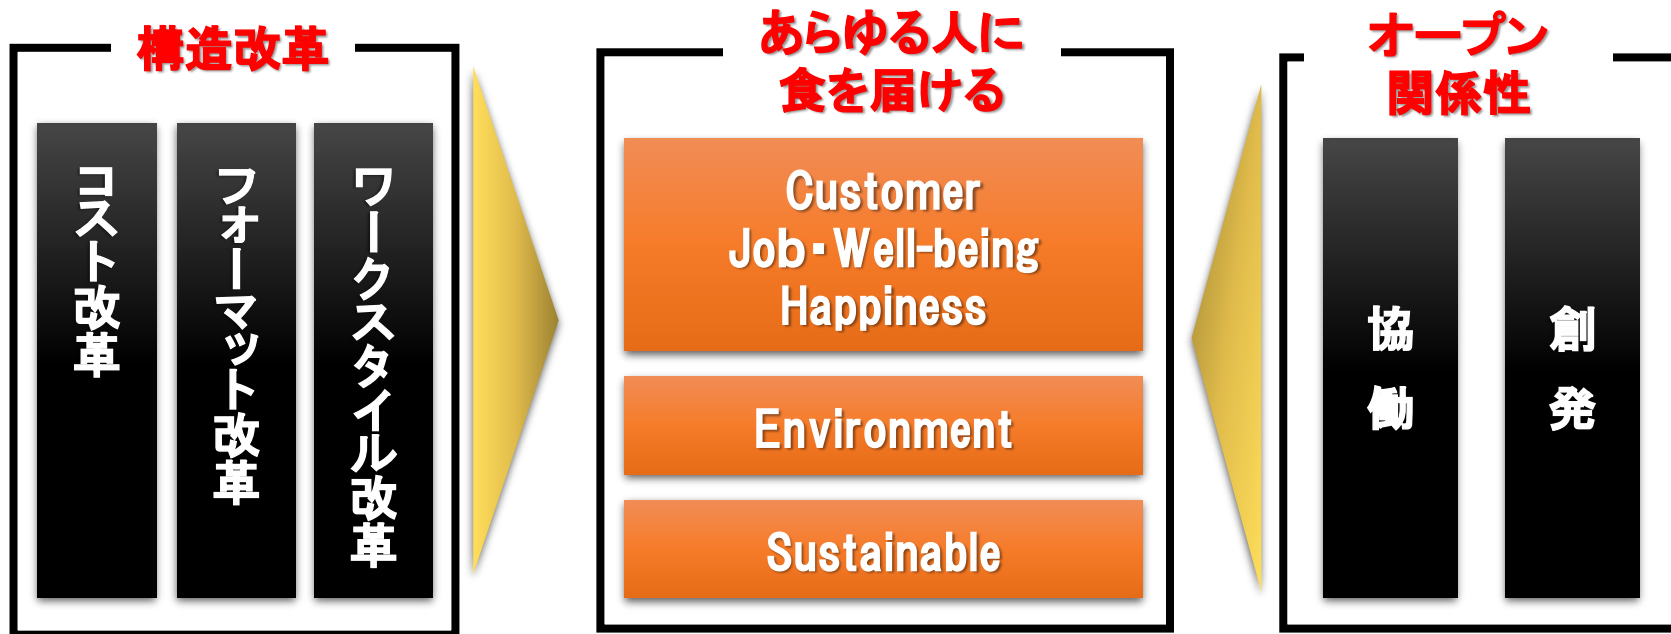 構造改革
コスト改革
フォーマット改革
ワークスタイル改革
あらゆる人に
食を届ける
Customer
Job・Well-being
Happiness
Environment
Sustainable
オープン
関係性
協働
創発